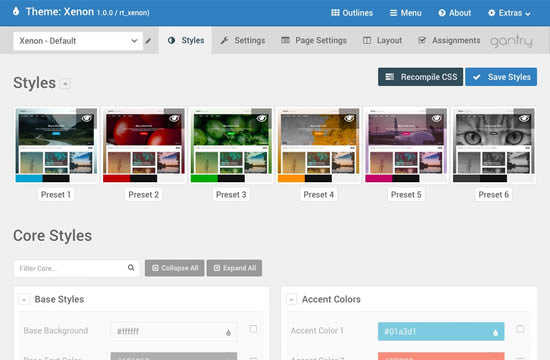 Theme: Xenon 1.0.0 / rt_xenon)
Outlines Menu About Extras
Xenon - Default
Styles Settings Page Settings Layout Assignments gantry
Styles
Recompile CSS Save Styles
Preset 1 Preset 2 Preset 3 Preset 4 Preset 5 Preset 6
Core Styles
Filter Core... Collapse All Expand All
Base Styles Accent Colors
Base Background #ffffff Accent Color 1 #01a3d1
Base Text Color Accent Color 2